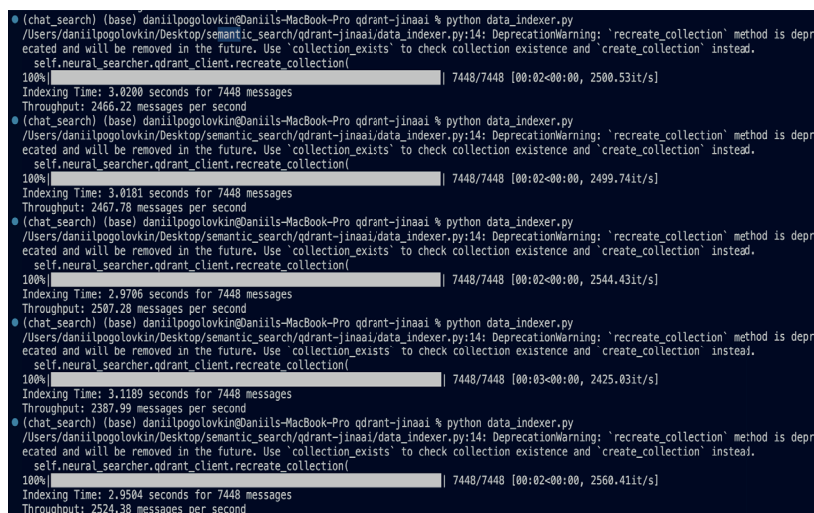 (chat_search) (base) daniilpogolovkin@Daniils-MacBook-Pro qdrant-jinaai % python data_indexer.py
/Users/daniilpogolovkin/Desktop/semantic_search/qdrant-jinaai/data_indexer.py:14: DeprecationWarning: `recreate_collection` method is depr
ecated and will be removed in the future. Use `collection_exists` to check collection existence and `create_collection` instead.
self.neural_searcher.qdrant_client.recreate_collection(
100%| | 7448/7448 [00:02<00:00, 2500.53it/s]
Indexing Time: 3.0200 seconds for 7448 messages
Throughput: 2466.22 messages per second
(chat_search) (base) daniilpogolovkin@Daniils-MacBook-Pro qdrant-jinaai % python data_indexer.py
/Users/daniilpogolovkin/Desktop/semantic_search/qdrant-jinaai/data_indexer.py:14: DeprecationWarning: `recreate_collection` method is depr
ecated and will be removed in the future. Use `collection_exists` to check collection existence and `create_collection` instead.
self.neural_searcher.qdrant_client.recreate_collection(
100%| | 7448/7448 [00:02<00:00, 2499.74it/s]
Indexing Time: 3.0181 seconds for 7448 messages
Throughput: 2467.78 messages per second
(chat_search) (base) daniilpogolovkin@Daniils-MacBook-Pro qdrant-jinaai % python data_indexer.py
/Users/daniilpogolovkin/Desktop/semantic_search/qdrant-jinaai/data_indexer.py:14: DeprecationWarning: `recreate_collection` method is depr
ecated and will be removed in the future. Use `collection_exists` to check collection existence and `create_collection` instead.
self.neural_searcher.qdrant_client.recreate_collection(
100%| | 7448/7448 [00:02<00:00, 2544.43it/s]
Indexing Time: 2.9706 seconds for 7448 messages
Throughput: 2507.28 messages per second
(chat_search) (base) daniilpogolovkin@Daniils-MacBook-Pro qdrant-jinaai % python data_indexer.py
/Users/daniilpogolovkin/Desktop/semantic_search/qdrant-jinaai/data_indexer.py:14: DeprecationWarning: `recreate_collection` method is depr
ecated and will be removed in the future. Use `collection_exists` to check collection existence and `create_collection` instead.
self.neural_searcher.qdrant_client.recreate_collection(
100%| | 7448/7448 [00:03<00:00, 2425.03it/s]
Indexing Time: 3.1189 seconds for 7448 messages
Throughput: 2387.99 messages per second
(chat_search) (base) daniilpogolovkin@Daniils-MacBook-Pro qdrant-jinaai % python data_indexer.py
/Users/daniilpogolovkin/Desktop/semantic_search/qdrant-jinaai/data_indexer.py:14: DeprecationWarning: `recreate_collection` method is depr
ecated and will be removed in the future. Use `collection_exists` to check collection existence and `create_collection` instead.
self.neural_searcher.qdrant_client.recreate_collection(
100%| | 7448/7448 [00:02<00:00, 2560.41it/s]
Indexing Time: 2.9504 seconds for 7448 messages
Throughput: 2524.38 messages per second